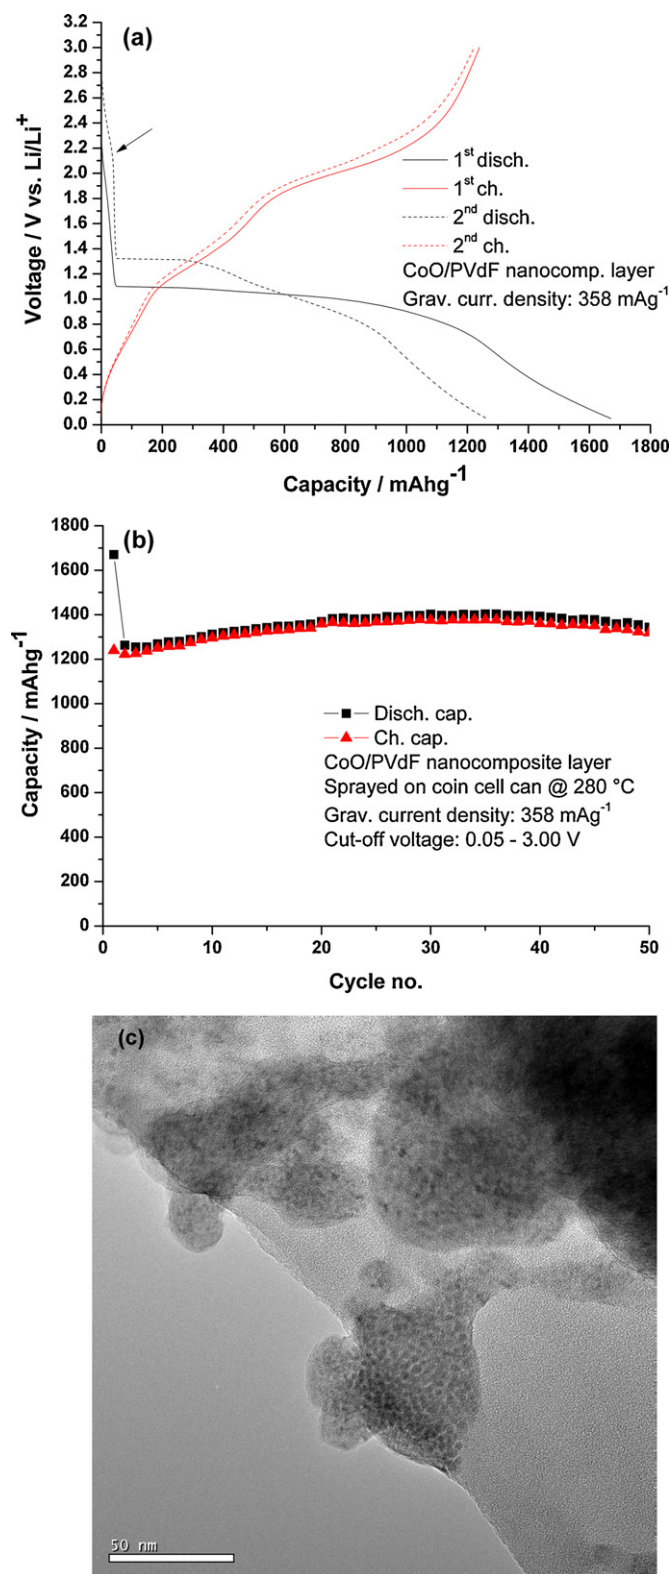 (a)
3.2
3.0
2.8
2.6
2.4
2.2
2.0
1.8
1.6
1.4
1.2
1.0
0.8
0.6
0.4
0.2
0.0
Voltage / V vs. Li/Li⁺
1ˢᵗ disch.
1ˢᵗ ch.
2ⁿᵈ disch.
2ⁿᵈ ch.
CoO/PVdF nanocomp. layer
Grav. curr. density: 358 mAg⁻¹
0 200 400 600 800 1000 1200 1400 1600 1800
Capacity / mAhg⁻¹
(b)
1800
1600
1400
1200
1000
800
600
400
200
0
Capacity / mAhg⁻¹
Disch. cap.
Ch. cap.
CoO/PVdF nanocomposite layer
Sprayed on coin cell can @ 280 °C
Grav. current density: 358 mAg⁻¹
Cut-off voltage: 0.05 - 3.00 V
0 10 20 30 40 50
Cycle no.
(c)
50 nm